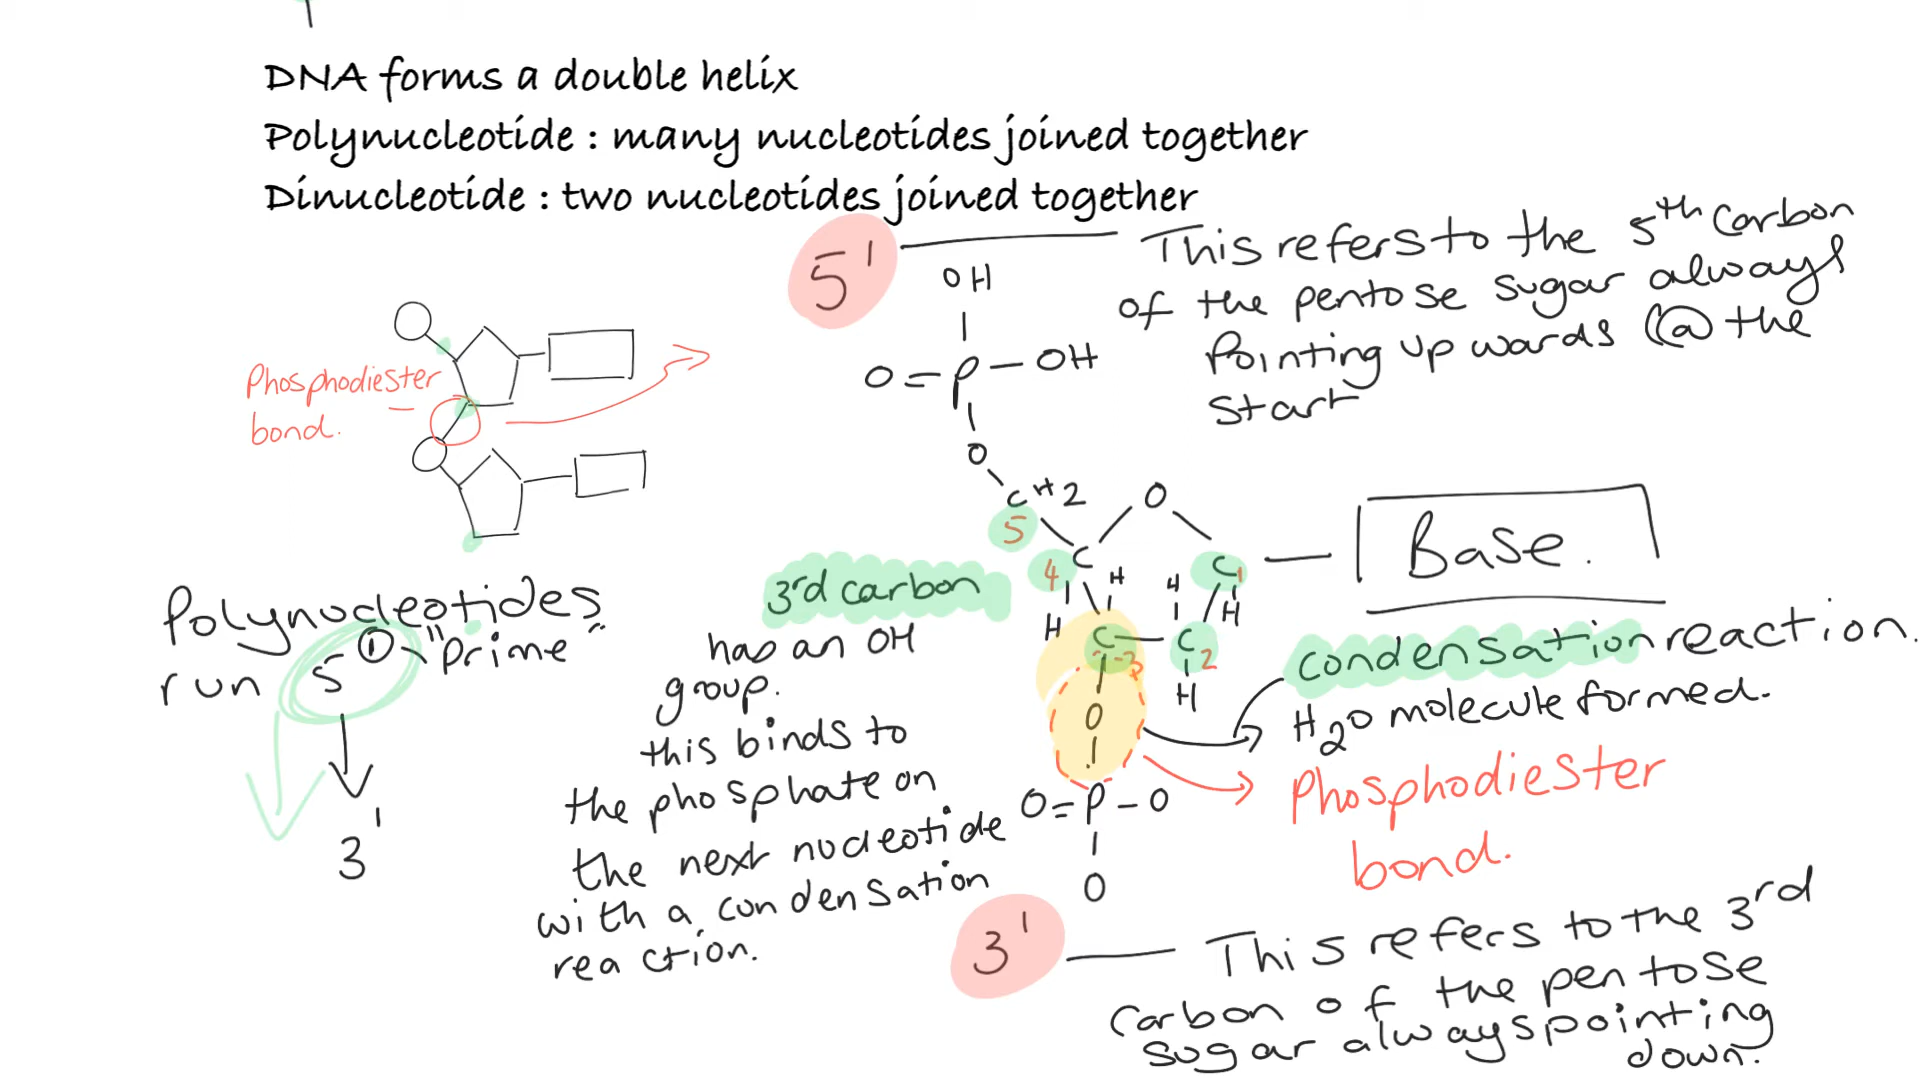 DNA forms a double helix
Polynucleotide : many nucleotides joined together
Dinucleotide : two nucleotides joined together
5'
This refers to the 5th carbon
of the pentose sugar always
Pointing upwards (@ the
start
OH
O=P-OH
O
CH2
5
O
C
4
H
H
H
C
1
H
C
3
C
2
H
Base.
O
O=P-O
O
3'
Phosphodiester
bond.
Polynucleotides
run 5' "Prime"
3'
3rd carbon
has an OH
group.
this binds to
the phosphate on
the next nucleotide
with a condensation
reaction.
condensation reaction.
H2O molecule formed.
Phosphodiester
bond.
This refers to the 3rd
carbon of the pentose
sugar always pointing
down.